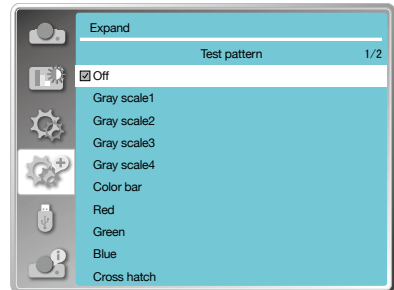 Expand
Test pattern 1/2
Off
Gray scale1
Gray scale2
Gray scale3
Gray scale4
Color bar
Red
Green
Blue
Cross hatch